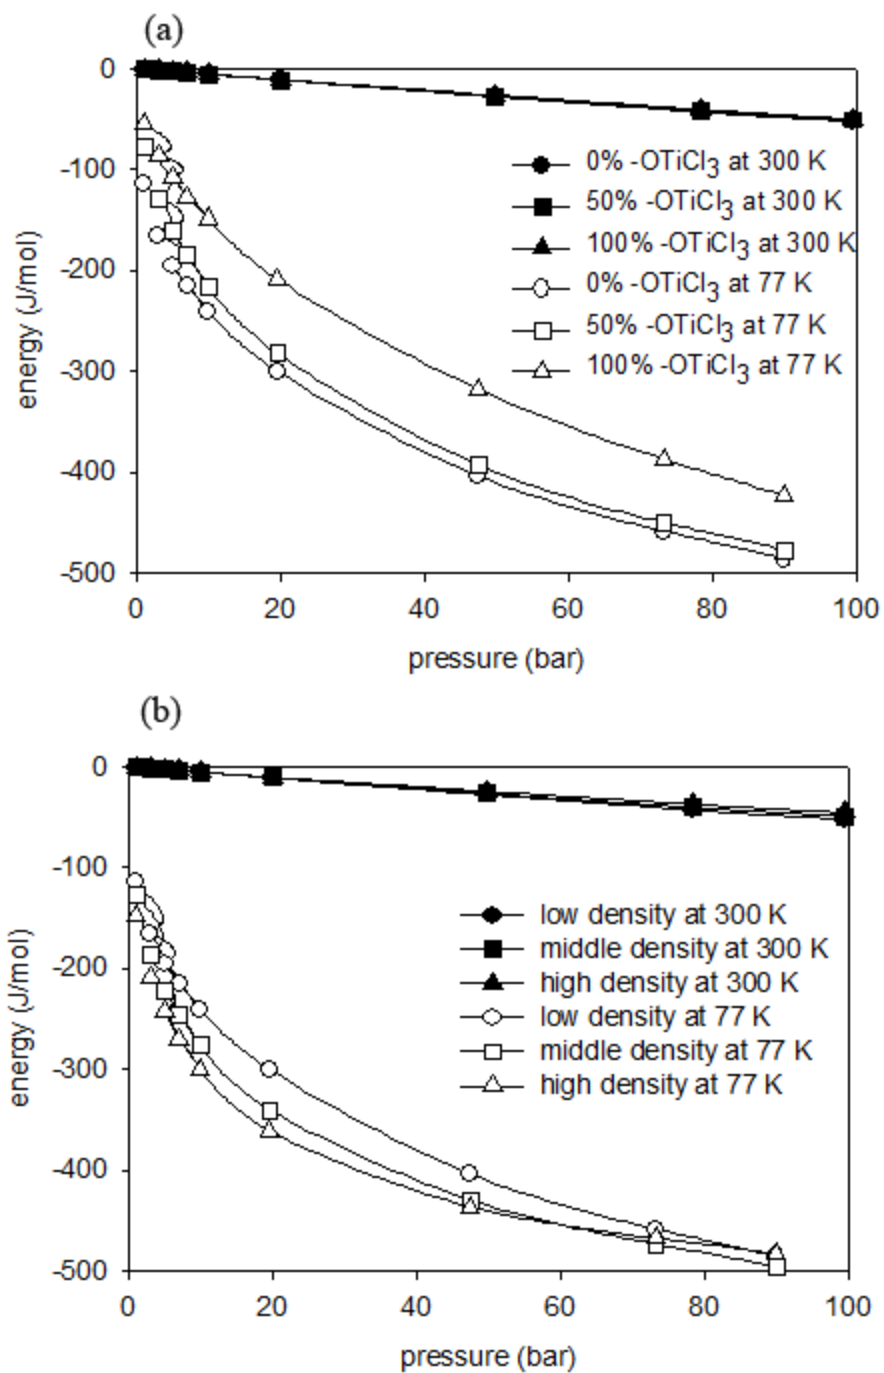 (a)
0
-100
-200
-300
-400
-500
energy (J/mol)
0% -OTiCl3 at 300 K
50% -OTiCl3 at 300 K
100% -OTiCl3 at 300 K
0% -OTiCl3 at 77 K
50% -OTiCl3 at 77 K
100% -OTiCl3 at 77 K
0 20 40 60 80 100
pressure (bar)
(b)
0
-100
-200
-300
-400
-500
energy (J/mol)
low density at 300 K
middle density at 300 K
high density at 300 K
low density at 77 K
middle density at 77 K
high density at 77 K
0 20 40 60 80 100
pressure (bar)